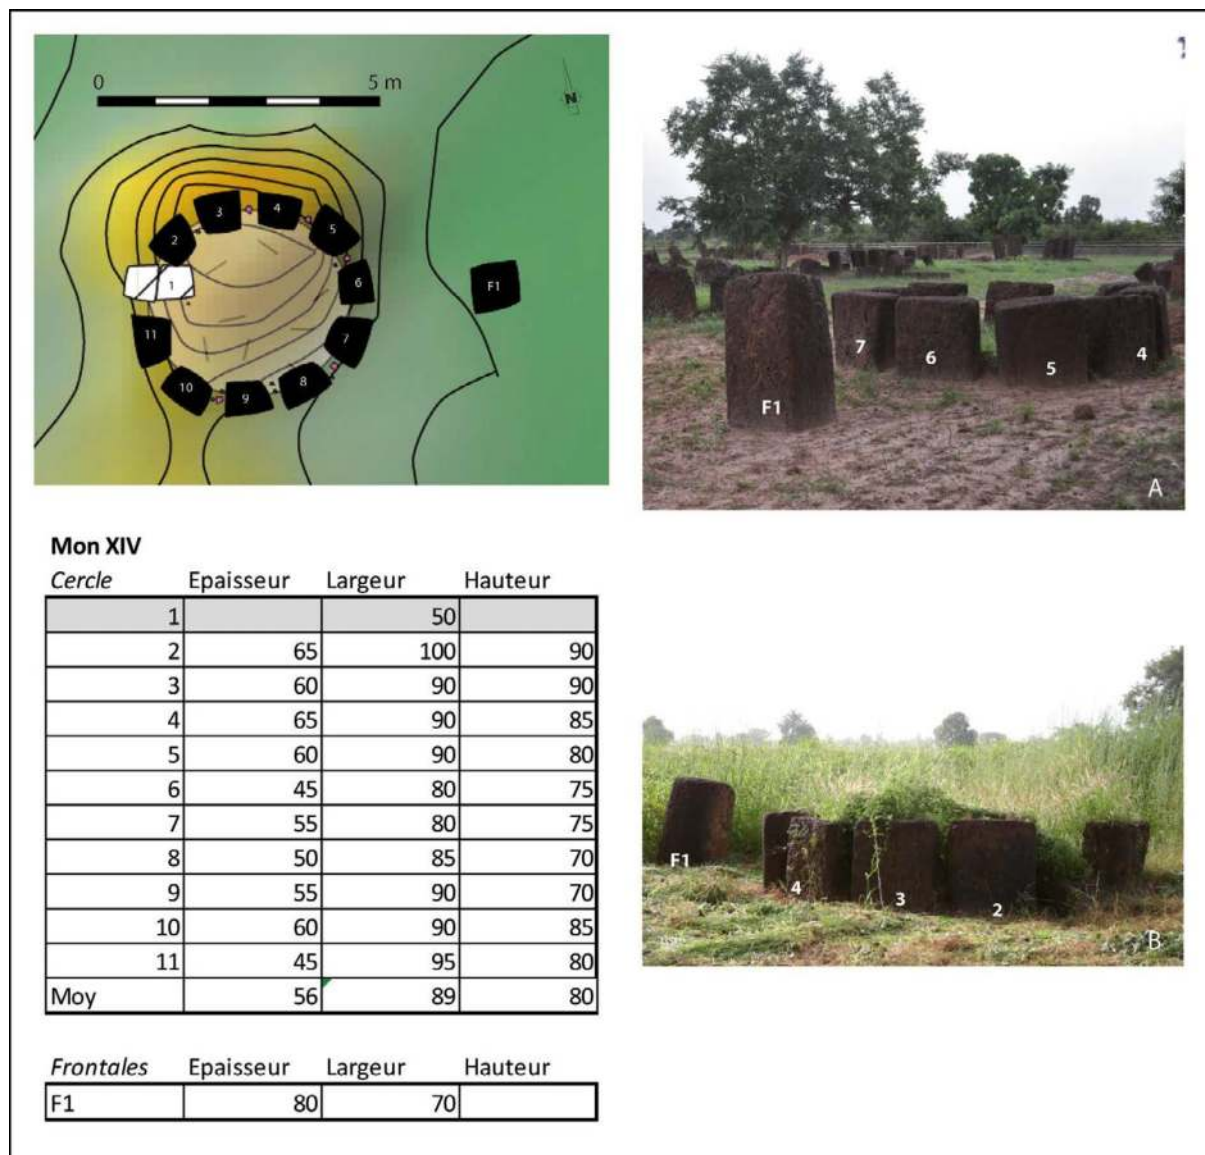 0 5 m
N
3 4
2 5
1 6 F1
11 7
10 9 8
7 6 5 4
F1
A
Mon XIV
Cercle Epaisseur Largeur Hauteur
1 50
2 65 100 90
3 60 90 90
4 65 90 85
5 60 90 80
6 45 80 75
7 55 80 75
8 50 85 70
9 55 90 70
10 60 90 85
11 45 95 80
Moy 56 89 80
Frontales Epaisseur Largeur Hauteur
F1 80 70
F1
4 3 2
B